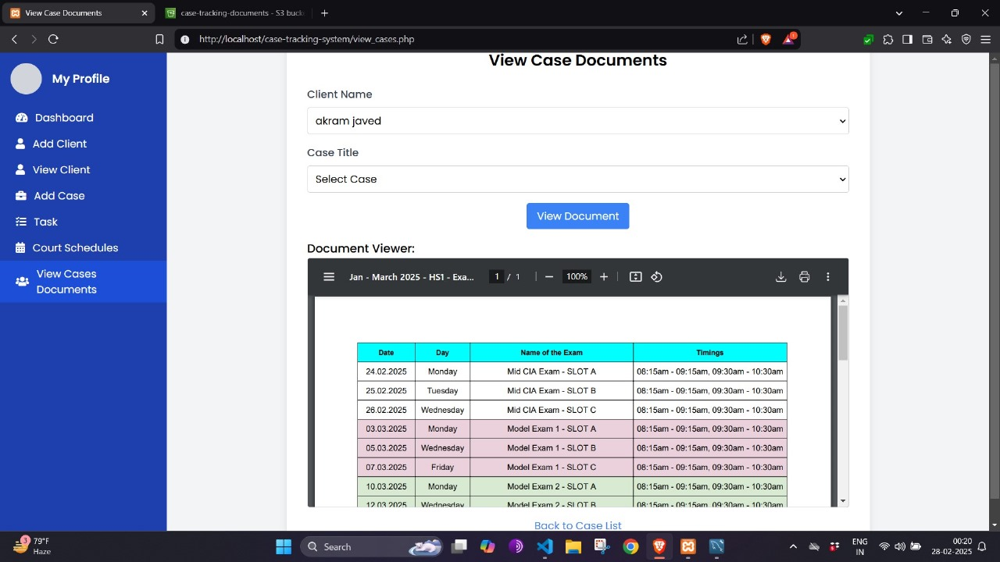 View Case Documents
case-tracking-documents - S3 buck
http://localhost/case-tracking-system/view_cases.php
1
My Profile
Dashboard
Add Client
View Client
Add Case
Task
Court Schedules
View Cases
Documents
View Case Documents
Client Name
akram javed
Case Title
Select Case
View Document
Document Viewer:
Jan - March 2025 - HS1 - Exa...
1 / 1
100%
Date Day Name of the Exam Timings
24.02.2025 Monday Mid CIA Exam - SLOT A 08:15am - 09:15am, 09:30am - 10:30am
25.02.2025 Tuesday Mid CIA Exam - SLOT B 08:15am - 09:15am, 09:30am - 10:30am
26.02.2025 Wednesday Mid CIA Exam - SLOT C 08:15am - 09:15am, 09:30am - 10:30am
03.03.2025 Monday Model Exam 1 - SLOT A 08:15am - 09:15am, 09:30am - 10:30am
05.03.2025 Wednesday Model Exam 1 - SLOT B 08:15am - 09:15am, 09:30am - 10:30am
07.03.2025 Friday Model Exam 1 - SLOT C 08:15am - 09:15am, 09:30am - 10:30am
10.03.2025 Monday Model Exam 2 - SLOT A 08:15am - 09:15am, 09:30am - 10:30am
12.03.2025 Wednesday Model Exam 2 - SLOT B 08:15am - 09:15am, 09:30am - 10:30am
Back to Case List
3
79°F
Haze
Search
ENG
IN
00:20
28-02-2025